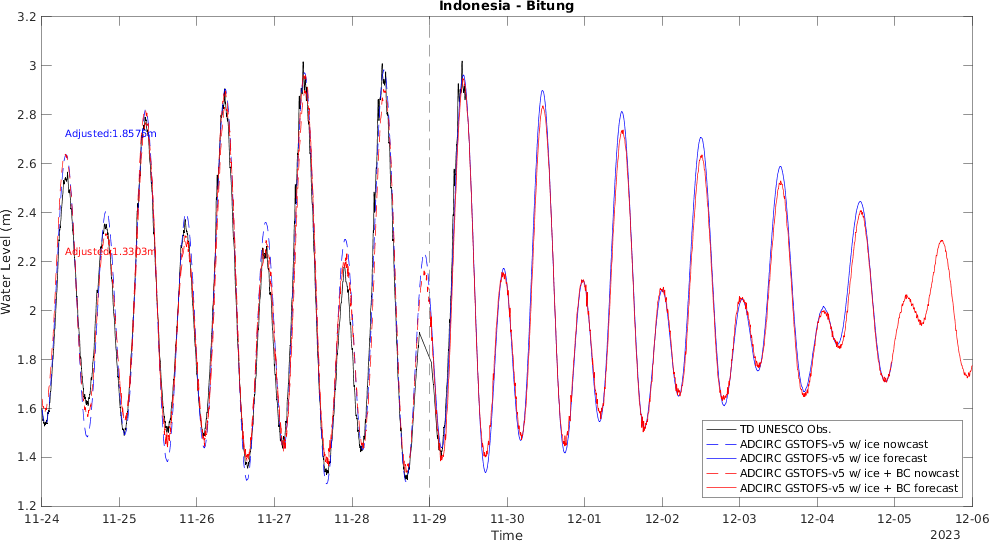 Indonesia - Bitung
3.2
3
2.8
2.6
2.4
2.2
2
1.8
1.6
1.4
1.2
Water Level (m)
Adjusted:1.8575m
Adjusted:1.3303m
TD UNESCO Obs.
ADCIRC GSTOFS-v5 w/ ice nowcast
ADCIRC GSTOFS-v5 w/ ice forecast
ADCIRC GSTOFS-v5 w/ ice + BC nowcast
ADCIRC GSTOFS-v5 w/ ice + BC forecast
11-24 11-25 11-26 11-27 11-28 11-29 11-30 12-01 12-02 12-03 12-04 12-05 12-06
Time
2023